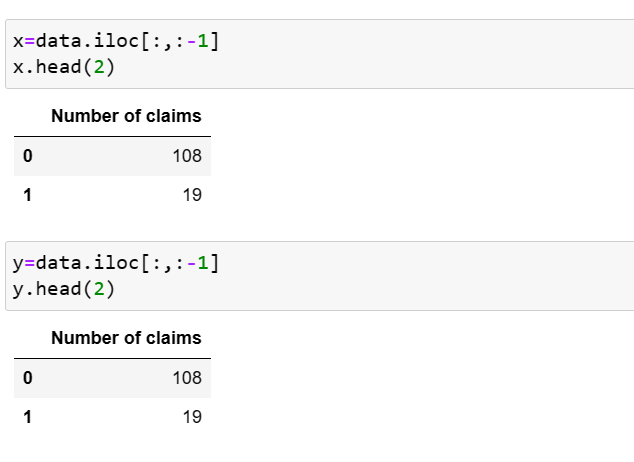 x=data.iloc[:,:-1]
x.head(2)
Number of claims
0 108
1 19
y=data.iloc[:,:-1]
y.head(2)
Number of claims
0 108
1 19